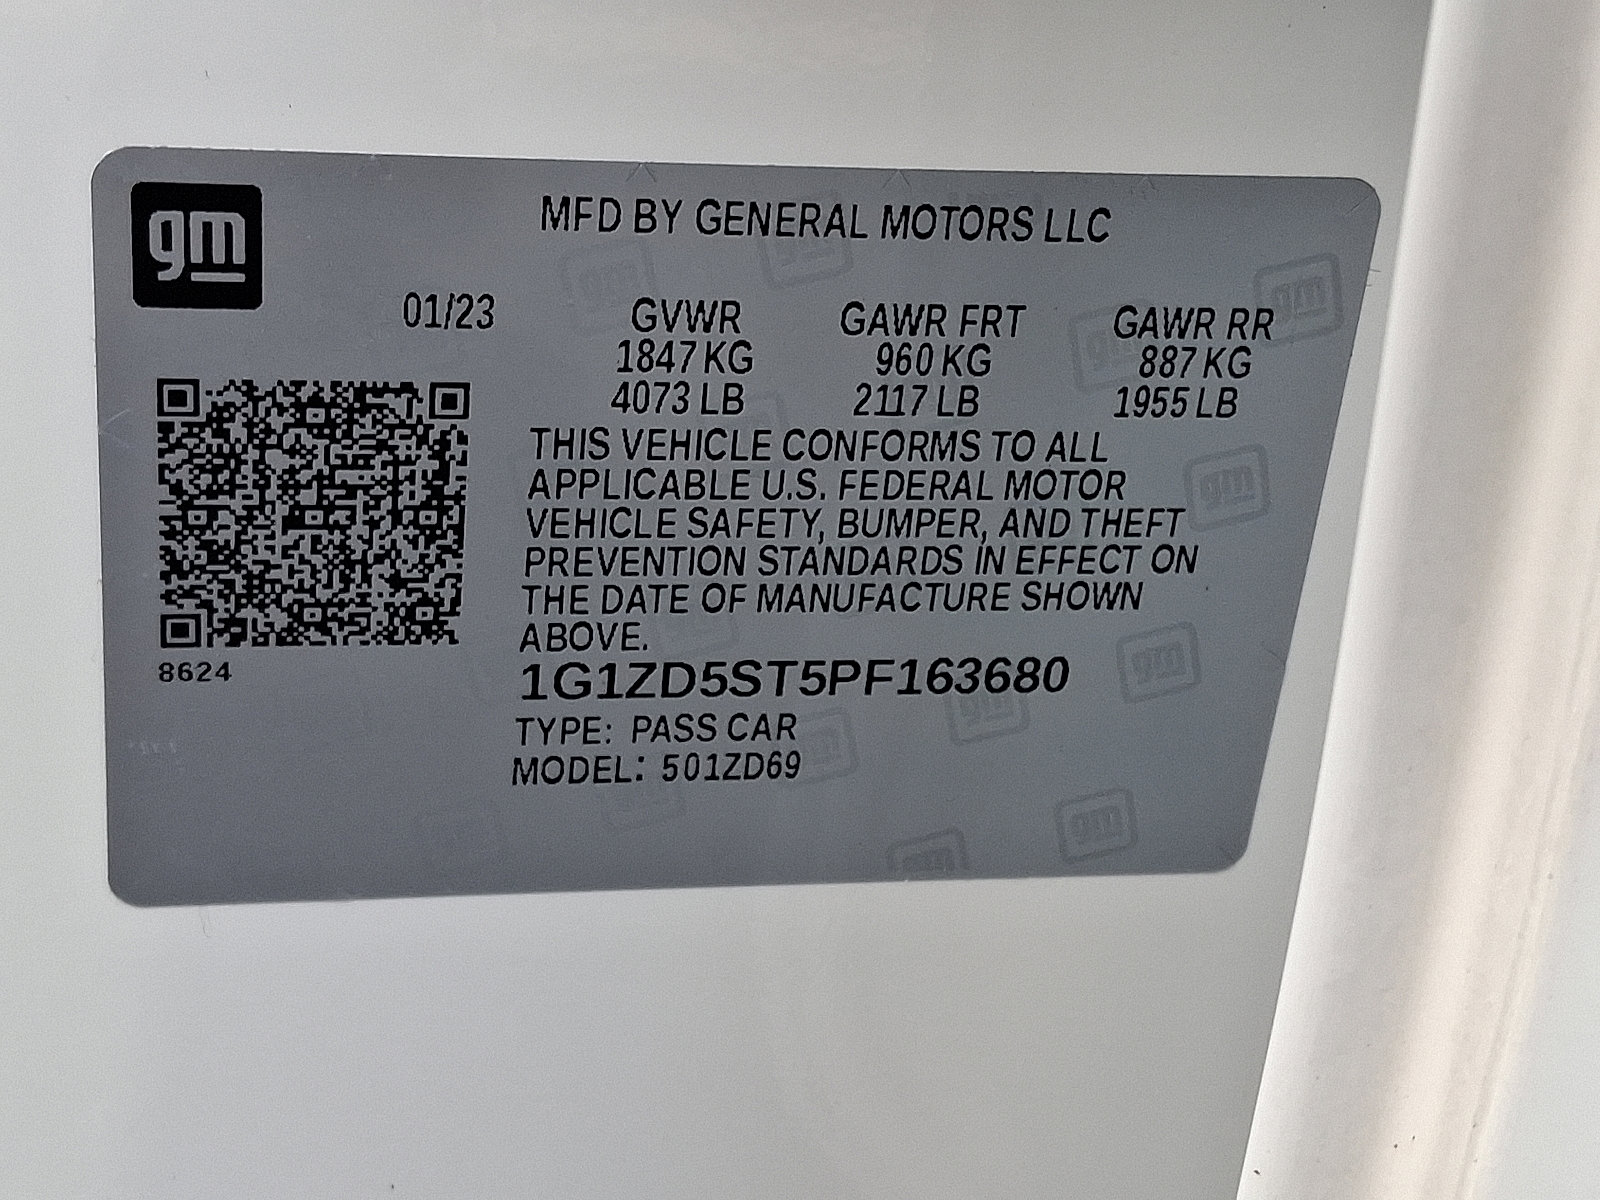 gm
MFD BY GENERAL MOTORS LLC
01/23 GVWR GAWR FRT GAWR RR
1847 KG 960 KG 887 KG
4073 LB 2117 LB 1955 LB
THIS VEHICLE CONFORMS TO ALL
APPLICABLE U.S. FEDERAL MOTOR
VEHICLE SAFETY, BUMPER, AND THEFT
PREVENTION STANDARDS IN EFFECT ON
THE DATE OF MANUFACTURE SHOWN
ABOVE.
8624
1G1ZD5ST5PF163680
TYPE: PASS CAR
MODEL: 501ZD69